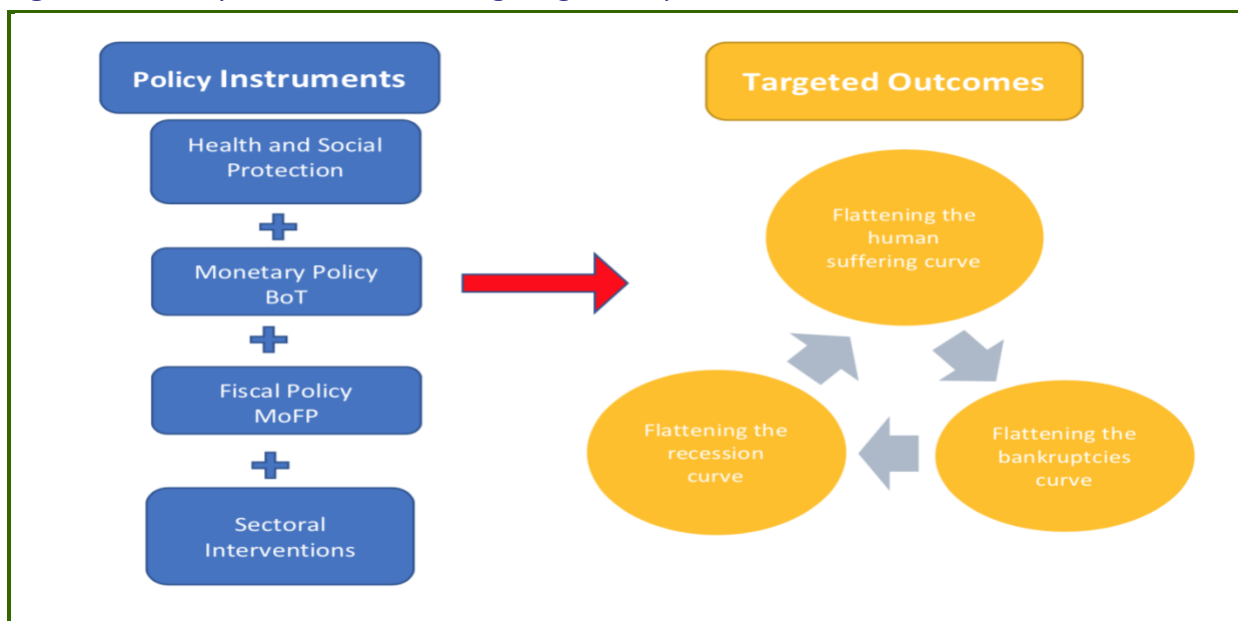 Policy Instruments
Health and Social
Protection
Monetary Policy
BoT
Fiscal Policy
MoFP
Sectoral
Interventions
Targeted Outcomes
Flattening the
human
suffering curve
Flattening the
bankruptcies
curve
Flattening the
recession
curve